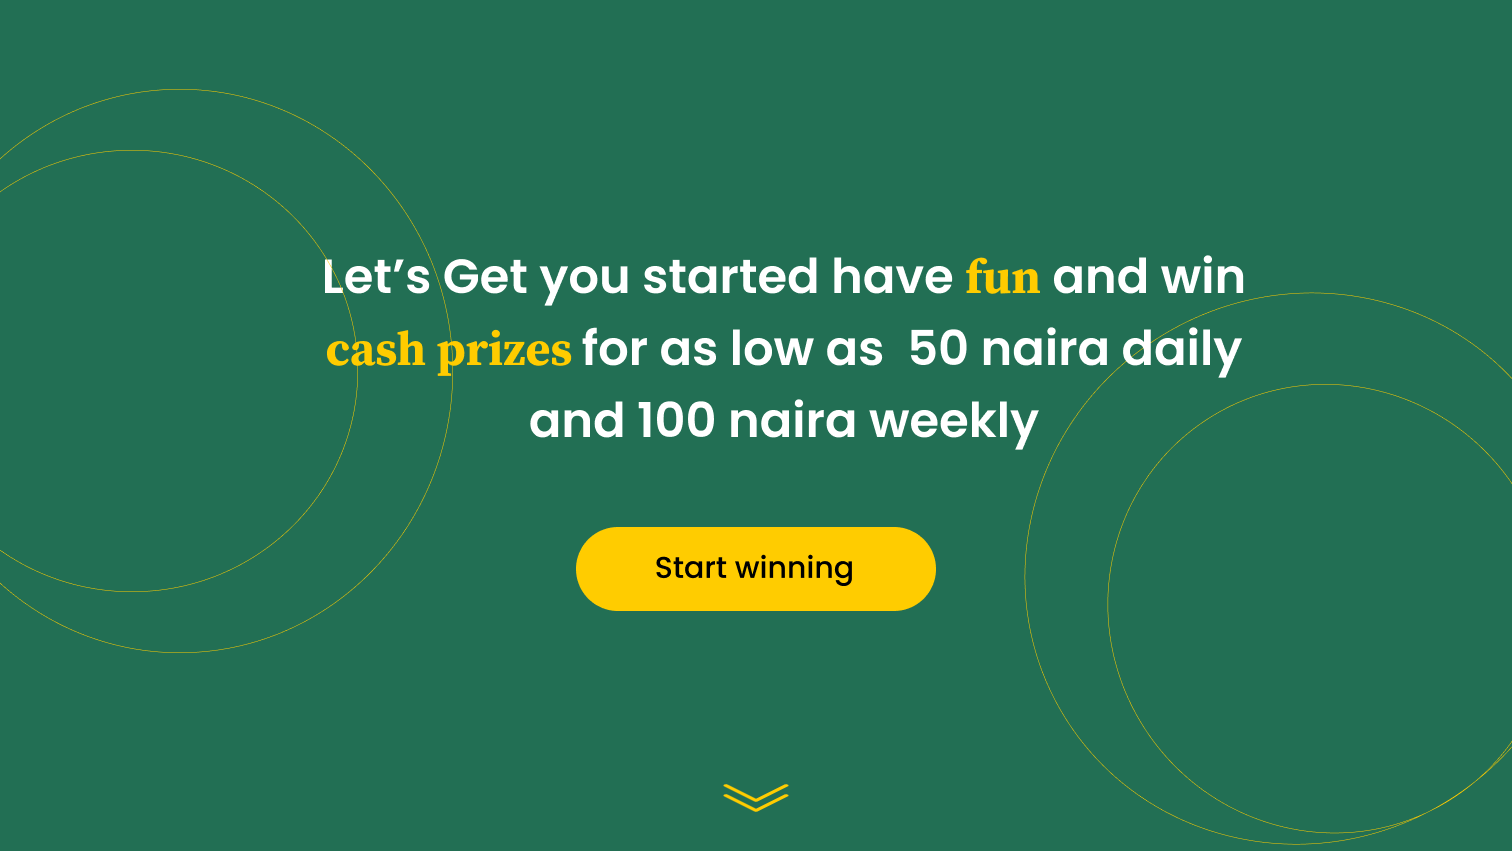 Let’s Get you started have fun and win
cash prizes for as low as  50 naira daily
and 100 naira weekly
Start winning